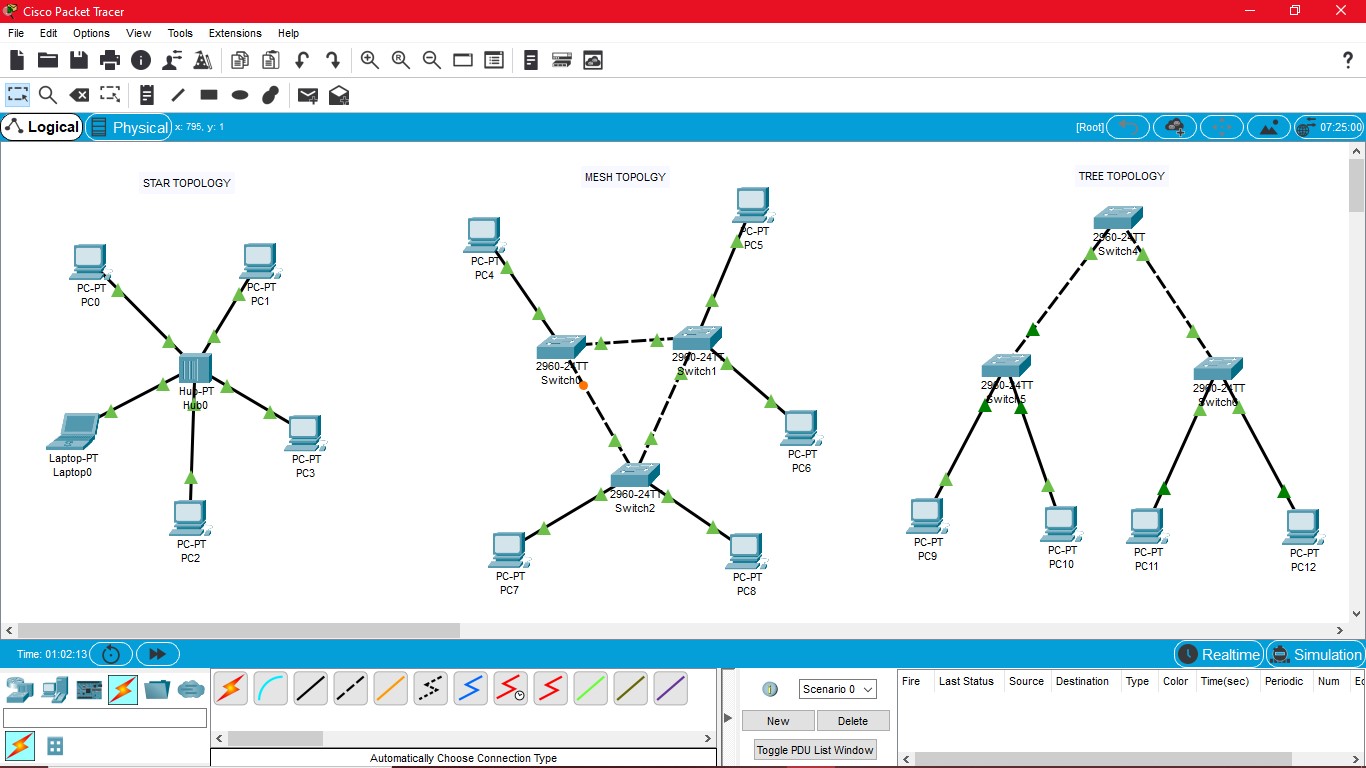 Cisco Packet Tracer
File Edit Options View Tools Extensions Help
?
Logical
Physical
x: 795, y: 1
[Root]
07:25:00
STAR TOPOLOGY
PC-PT
PC0
PC-PT
PC1
Hub-PT
Hub0
Laptop-PT
Laptop0
PC-PT
PC3
PC-PT
PC2
MESH TOPOLGY
PC-PT
PC4
PC-PT
PC5
2960-24TT
Switch0
2960-24TT
Switch1
PC-PT
PC6
2960-24TT
Switch2
PC-PT
PC7
PC-PT
PC8
TREE TOPOLOGY
2960-24TT
Switch4
2960-24TT
Switch5
2960-24TT
Switch6
PC-PT
PC9
PC-PT
PC10
PC-PT
PC11
PC-PT
PC12
Time: 01:02:13
Realtime
Simulation
Automatically Choose Connection Type
Scenario 0
New
Delete
Toggle PDU List Window
Fire Last Status Source Destination Type Color Time(sec) Periodic Num Ec